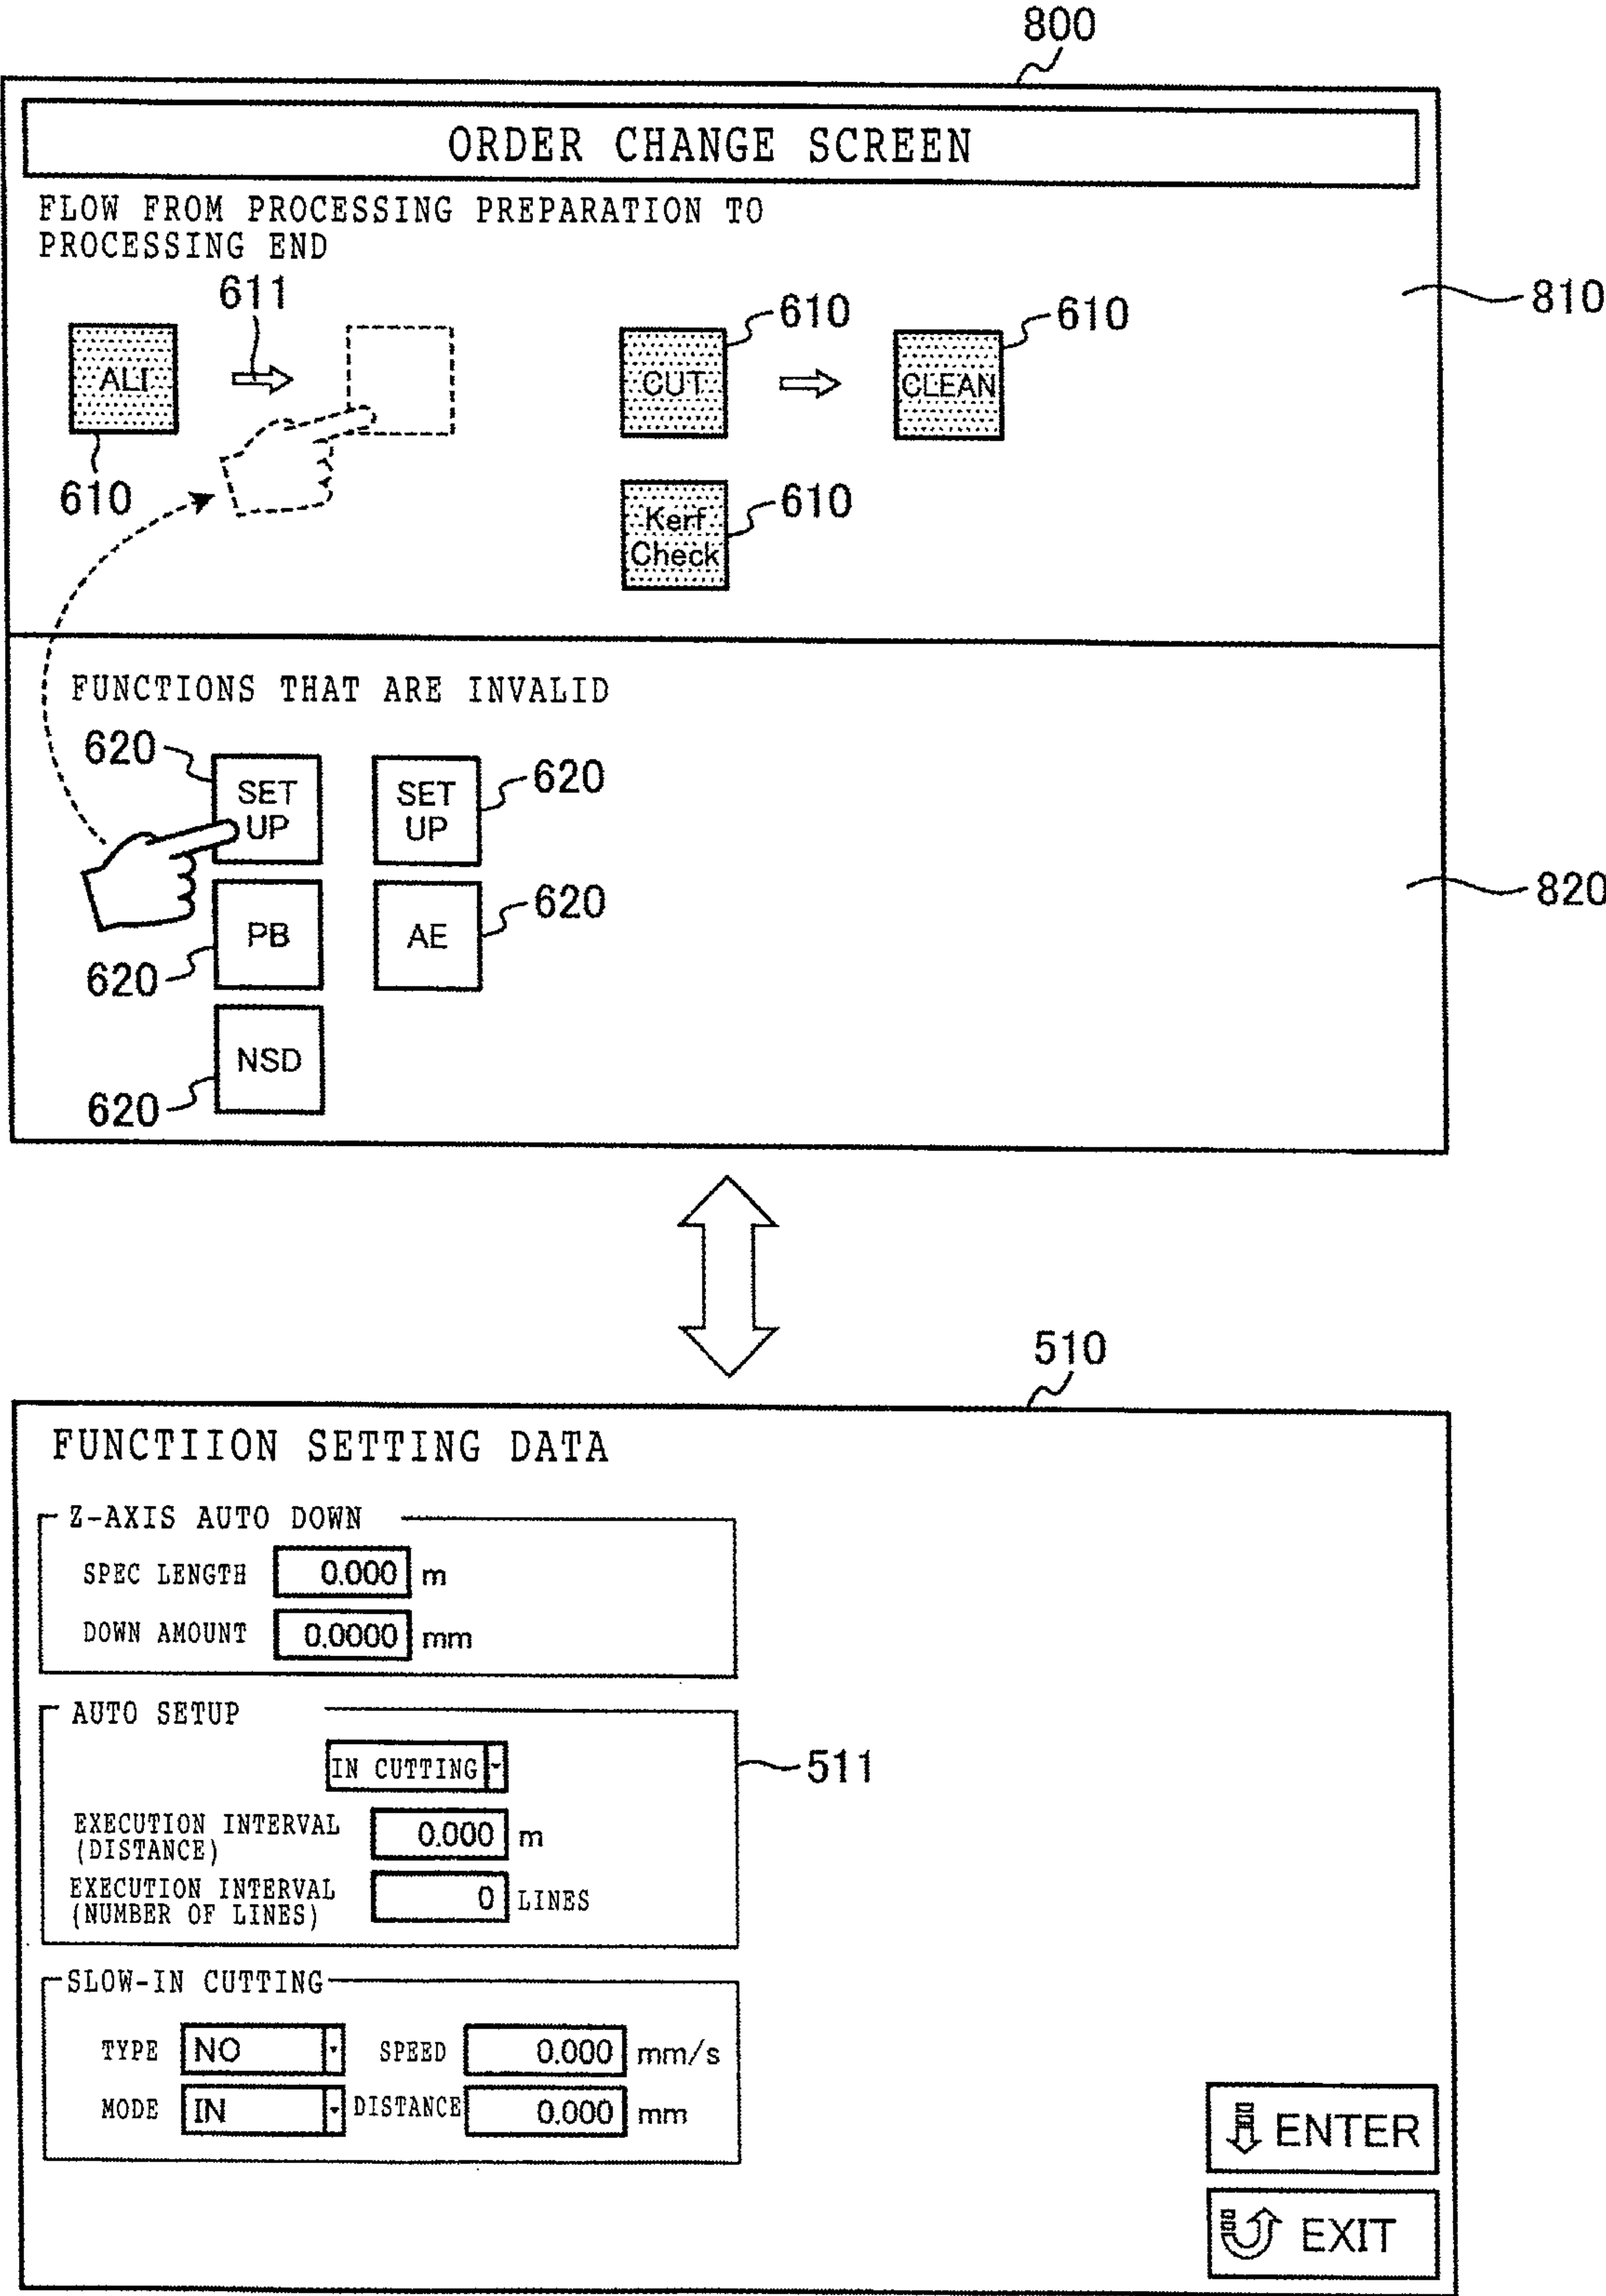 800
ORDER CHANGE SCREEN
FLOW FROM PROCESSING PREPARATION TO
PROCESSING END
611
610
610
810
ALI
CUT
CLEAN
610
Kerf
Check
610
FUNCTIONS THAT ARE INVALID
620
SET
UP
SET
UP
620
820
PB
AE
620
620
NSD
620
510
FUNCTIION SETTING DATA
Z-AXIS AUTO DOWN
SPEC LENGTH 0.000 m
DOWN AMOUNT 0.0000 mm
AUTO SETUP
IN CUTTING
511
EXECUTION INTERVAL
(DISTANCE)
0.000 m
EXECUTION INTERVAL
(NUMBER OF LINES)
0 LINES
SLOW-IN CUTTING
TYPE NO SPEED 0.000 mm/s
MODE IN DISTANCE 0.000 mm
ENTER
EXIT